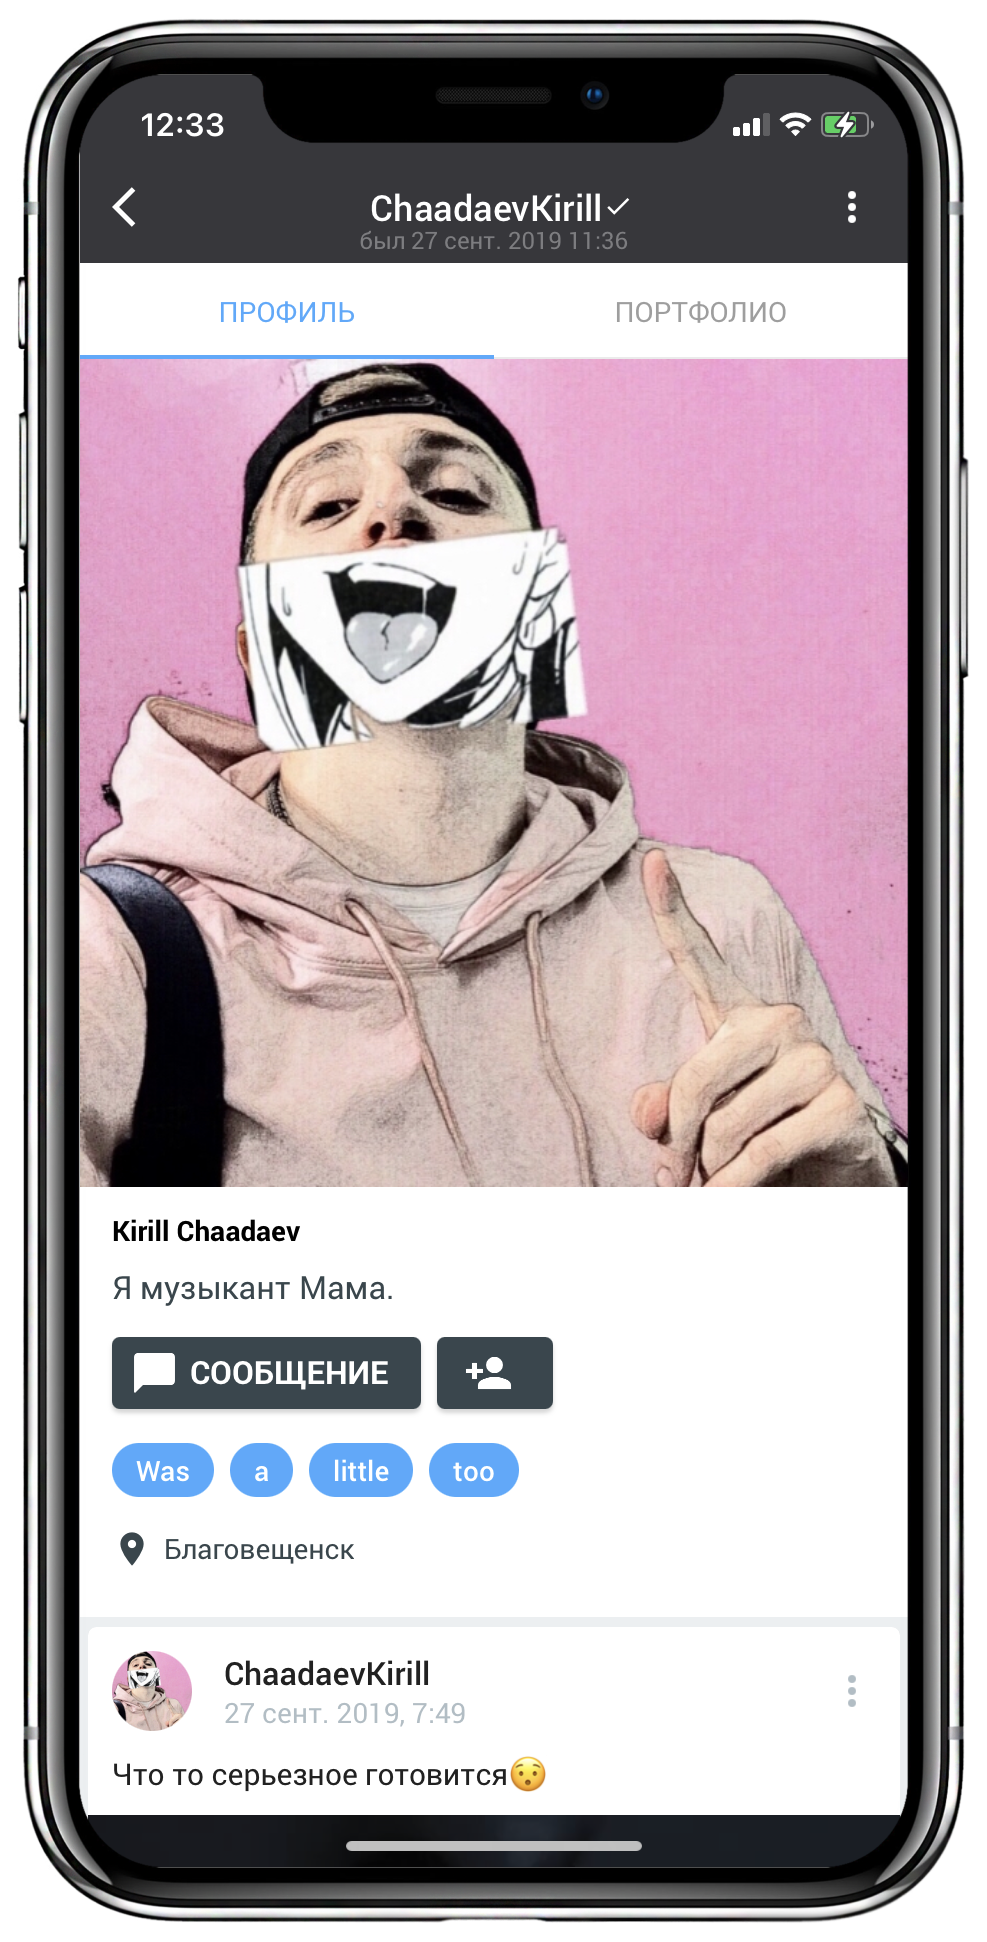 12:33
ChaadaevKirill
был 27 сент. 2019 11:36
ПРОФИЛЬ
ПОРТФОЛИО
Kirill Chaadaev
Я музыкант Мама.
СООБЩЕНИЕ
Was a little too
Благовещенск
ChaadaevKirill
27 сент. 2019, 7:49
Что то серьезное готовится😯